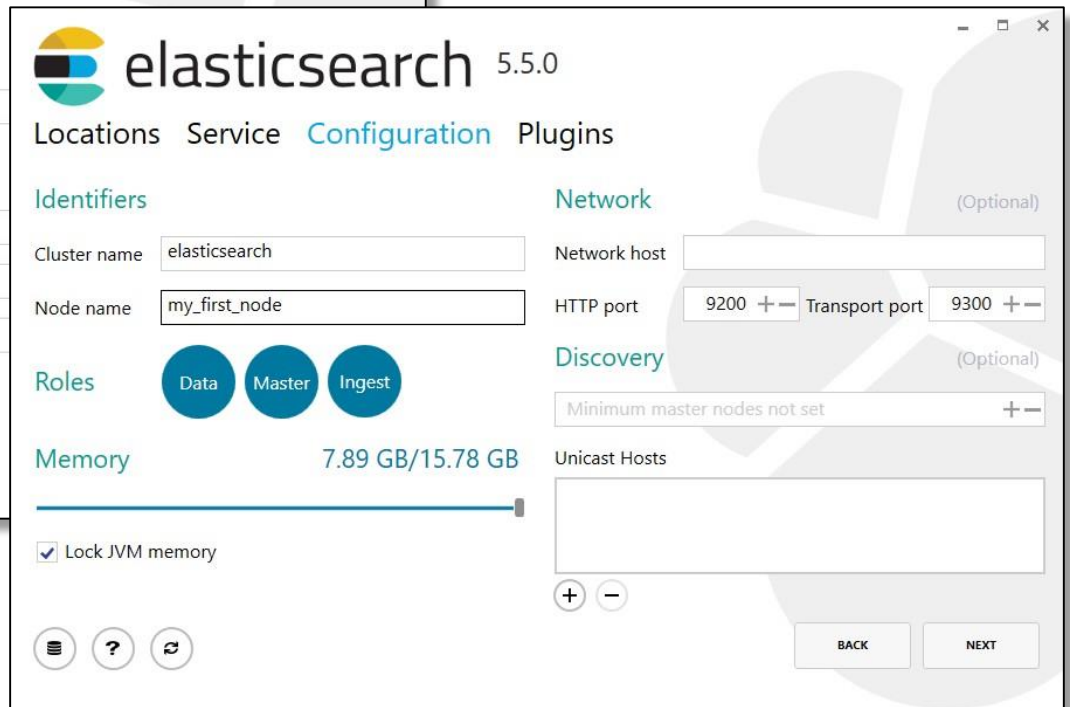 elasticsearch 5.5.0
Locations Service Configuration Plugins
Identifiers
Cluster name elasticsearch
Node name my_first_node
Roles Data Master Ingest
Memory 7.89 GB/15.78 GB
Lock JVM memory
Network (Optional)
Network host
HTTP port 9200 Transport port 9300
Discovery (Optional)
Minimum master nodes not set
Unicast Hosts
BACK NEXT